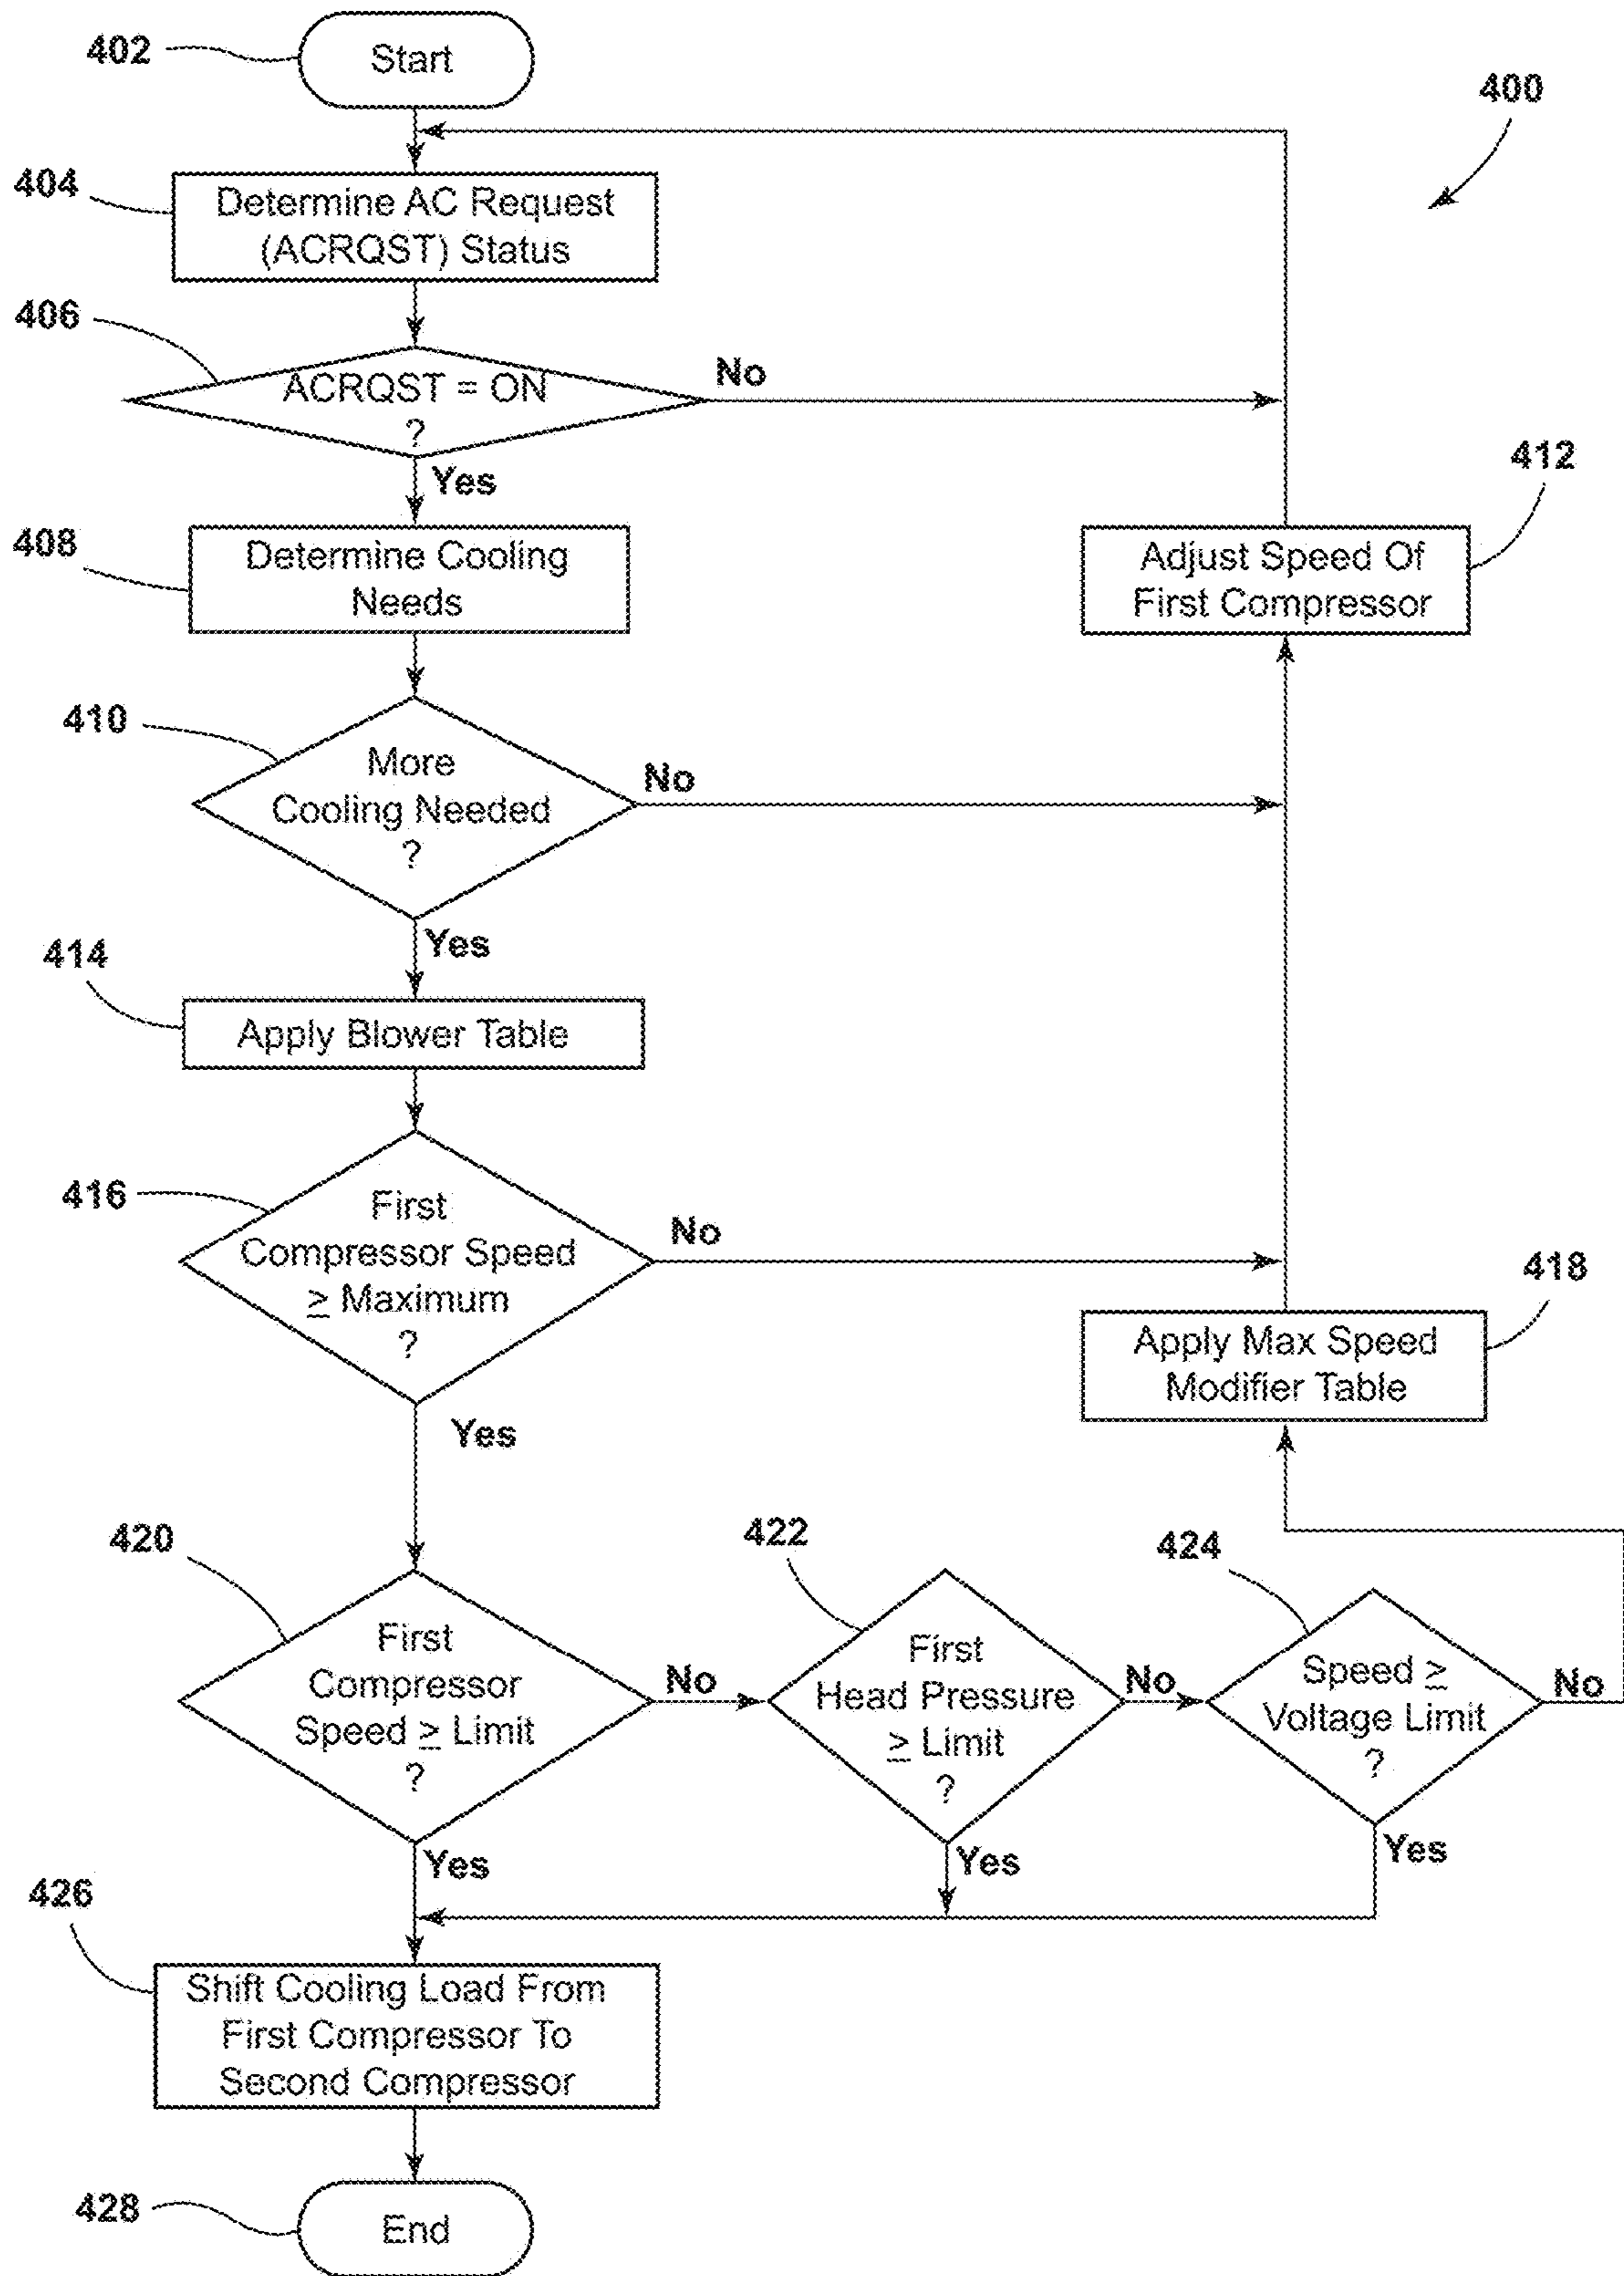 402
Start
400
404
Determine AC Request
(ACRQST) Status
406
ACRQST = ON
?
No
Yes
408
Determine Cooling
Needs
412
Adjust Speed Of
First Compressor
410
More
Cooling Needed
?
No
Yes
414
Apply Blower Table
416
First
Compressor Speed
≥ Maximum
?
No
Yes
418
Apply Max Speed
Modifier Table
420
First
Compressor
Speed ≥ Limit
?
No
Yes
422
First
Head Pressure
≥ Limit
?
No
Yes
424
Speed ≥
Voltage Limit
?
No
Yes
426
Shift Cooling Load From
First Compressor To
Second Compressor
428
End